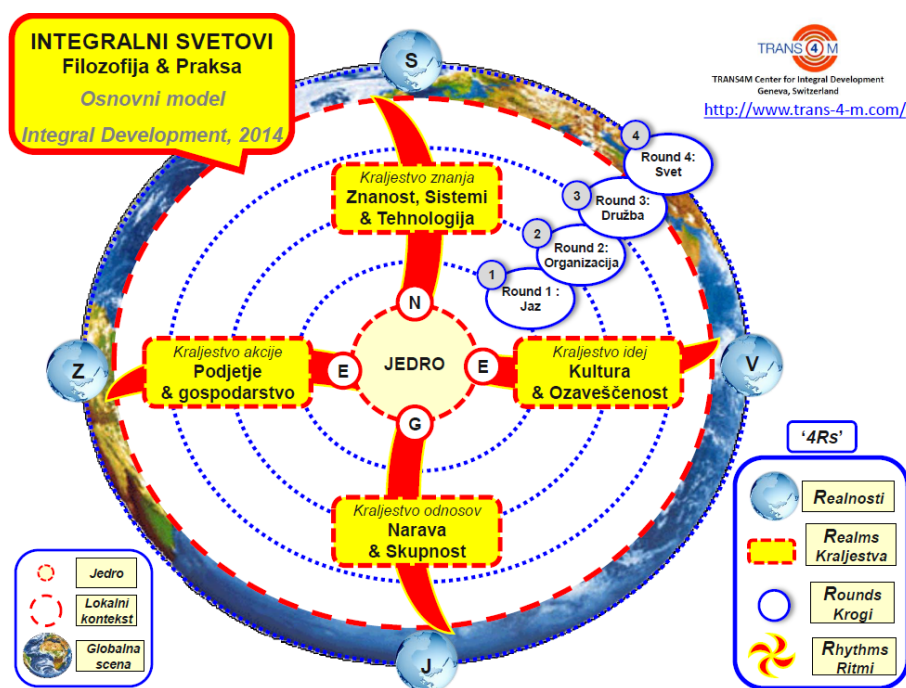 INTEGRALNI SVETOVI
Filozofija & Praksa
Osnovni model
Integral Development, 2014
S
TRANS 4 M
TRANS4M Center for Integral Development
Geneva, Switzerland
http://www.trans-4-m.com/
4
Round 4:
Svet
3
Round 3:
Družba
2
Round 2:
Organizacija
1
Round 1 :
Jaz
Kraljestvo znanja
Znanost, Sistemi
& Tehnologija
N
Z
Kraljestvo akcije
Podjetje
& gospodarstvo
E
JEDRO
E
Kraljestvo idej
Kultura
& Ozaveščenost
V
G
Kraljestvo odnosov
Narava
& Skupnost
J
Jedro
Lokalni
kontekst
Globalna
scena
'4Rs'
Realnosti
Realms
Kraljestva
Rounds
Krogi
Rhythms
Ritmi